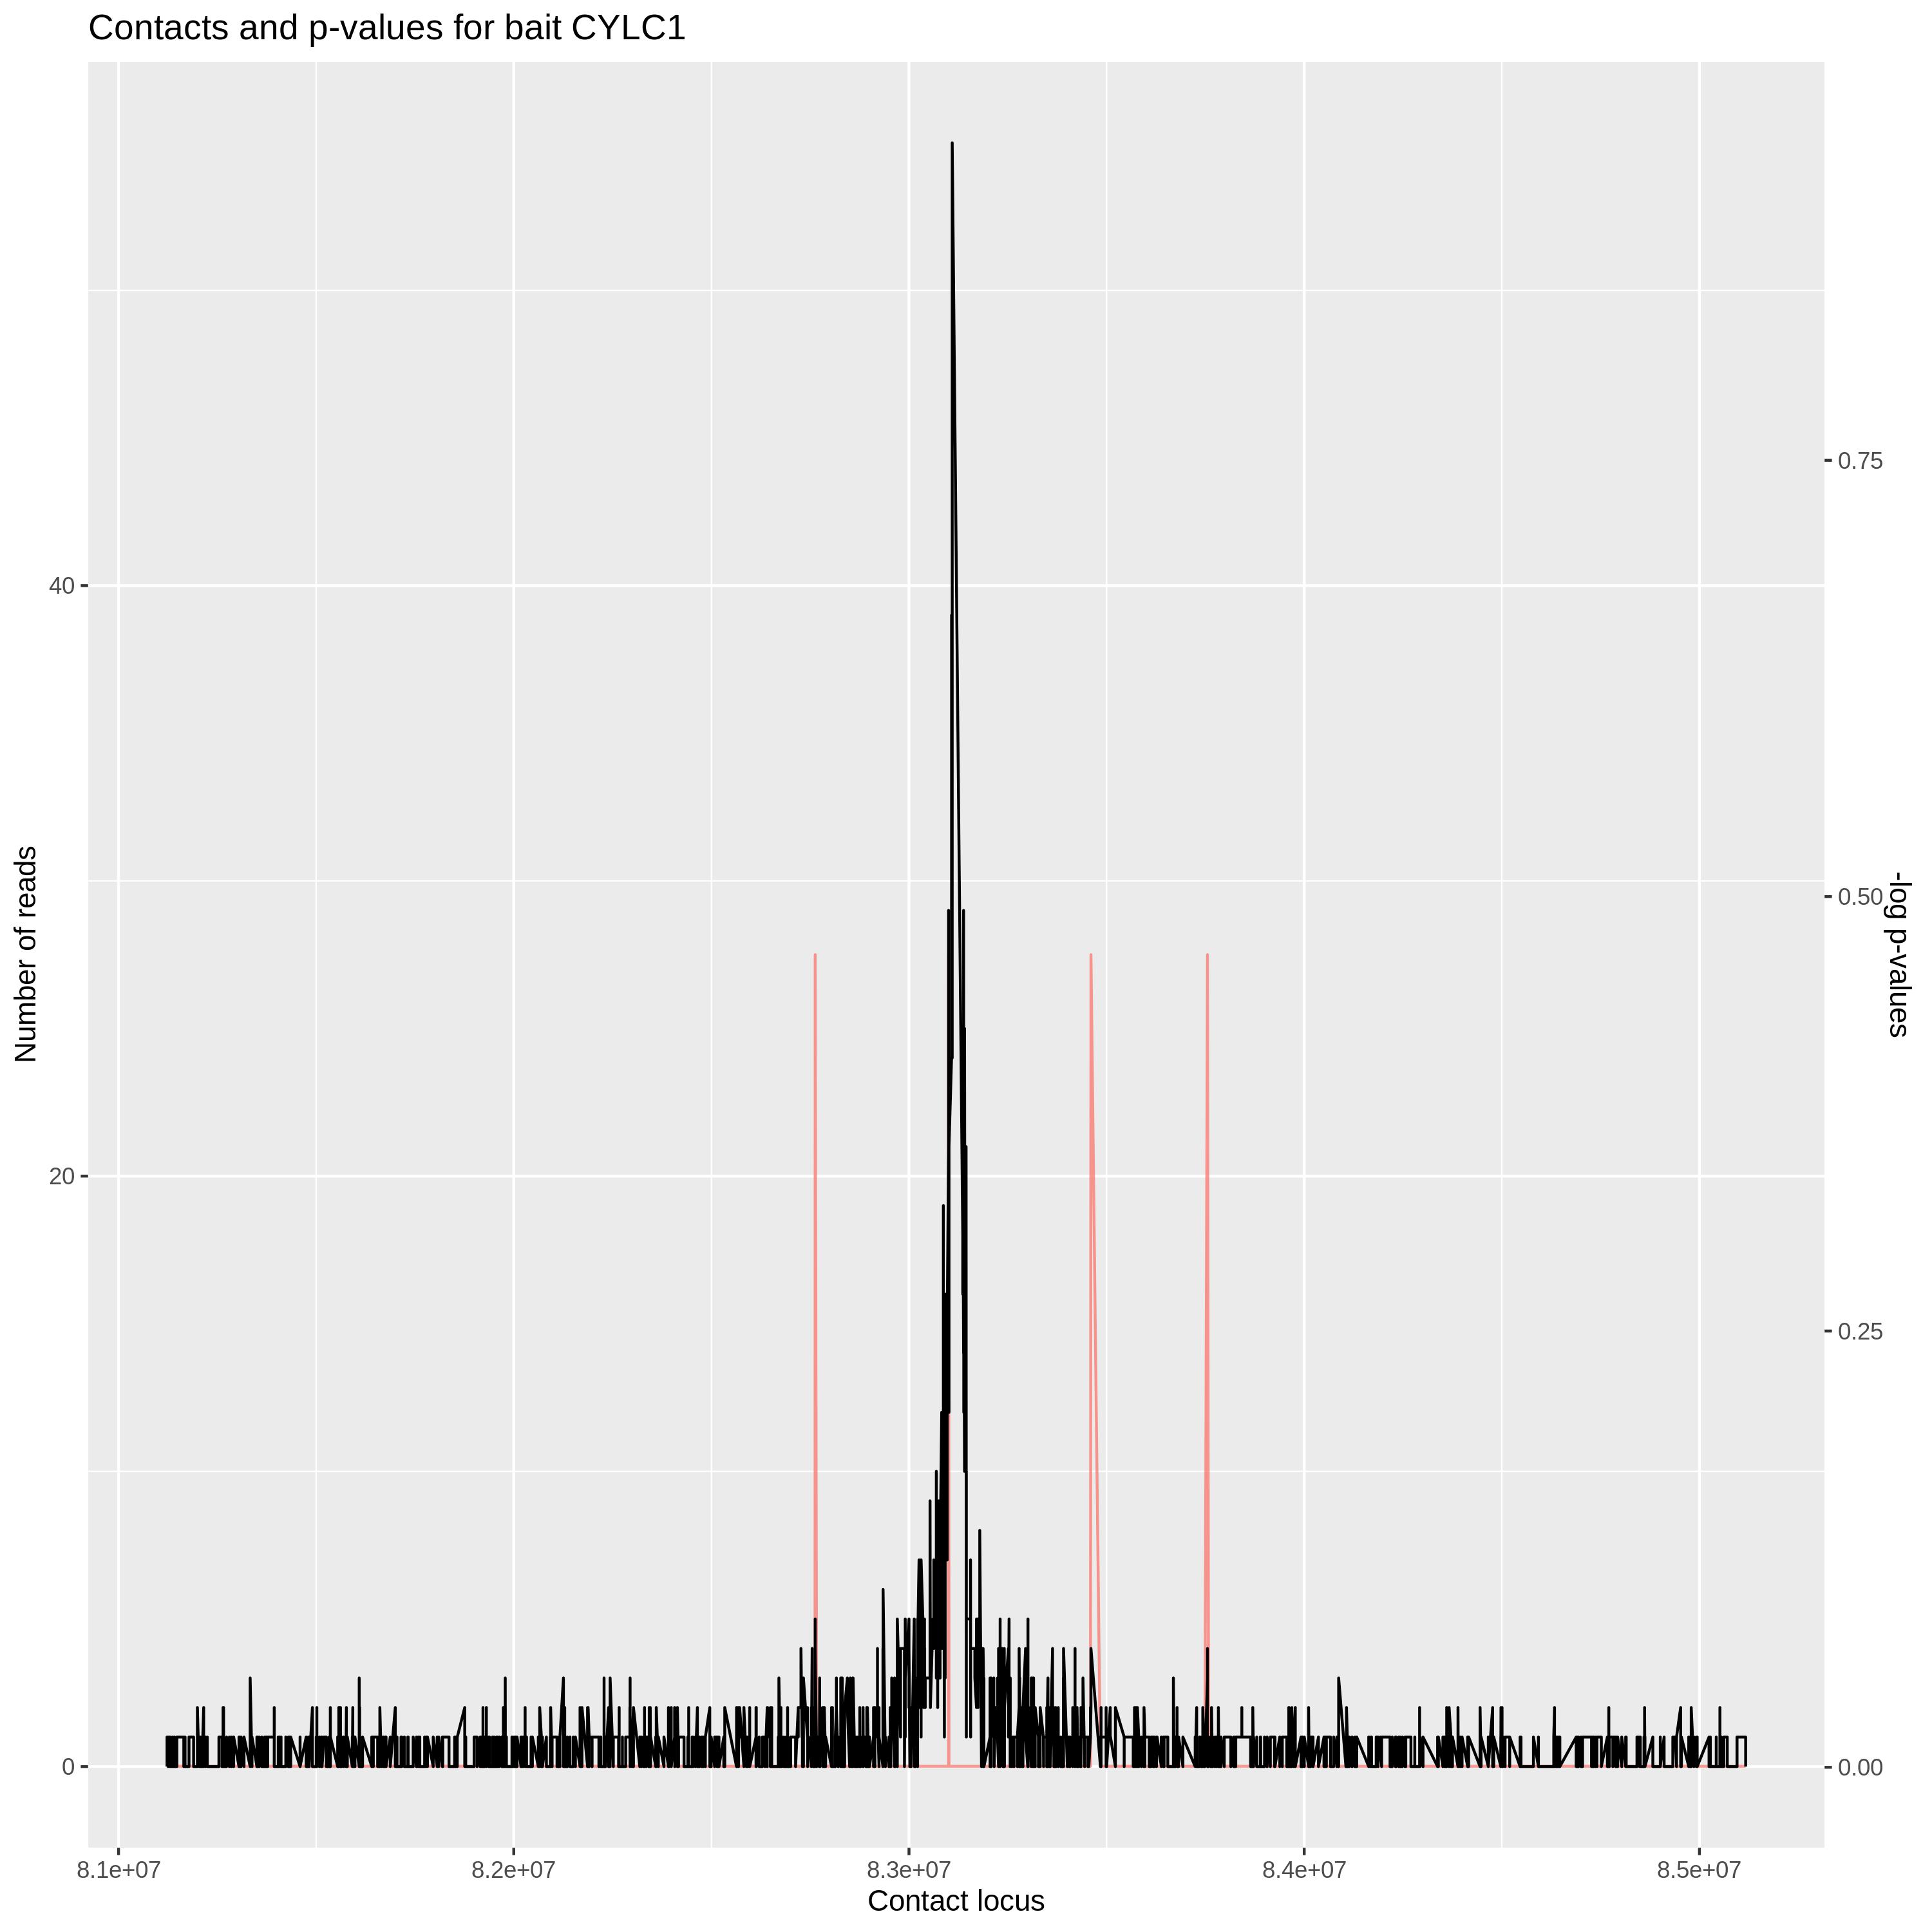 Contacts and p-values for bait CYLC1
Number of reads
40
20
0
0.75
0.50
0.25
0.00
-log p-values
8.1e+07 8.2e+07 8.3e+07 8.4e+07 8.5e+07
Contact locus